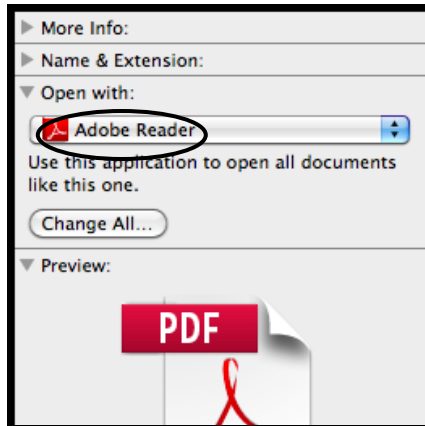 More Info:
Name & Extension:
Open with:
Adobe Reader
Use this application to open all documents
like this one.
Change All...
Preview:
PDF